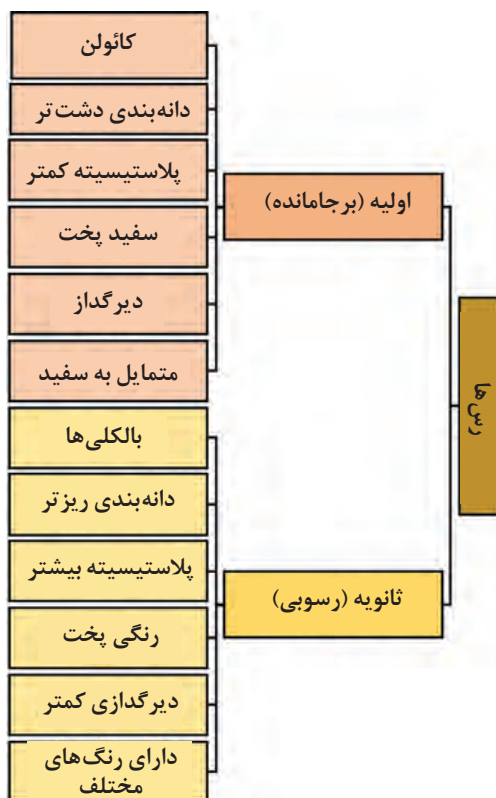 رس‌ها
اولیه (برجامانده)
کائولن
دانه‌بندی دشت‌تر
پلاستیسیته کمتر
سفید پخت
دیرگداز
متمایل به سفید
ثانویه (رسوبی)
بالکلی‌ها
دانه‌بندی ریزتر
پلاستیسیته بیشتر
رنگی پخت
دیرگدازی کمتر
دارای رنگ‌های
مختلف